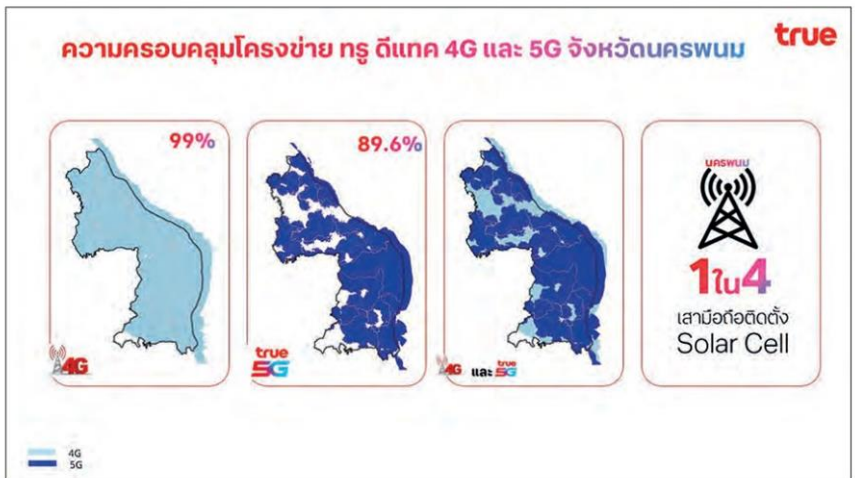 ความครอบคลุมโครงข่าย ทรู ดีแทค 4G และ 5G จังหวัดนครพนม
true
99%
4G
89.6%
true
5G
4G และ true 5G
นครพนม
1ใน4
เสามือถือติดตั้ง
Solar Cell
4G
5G